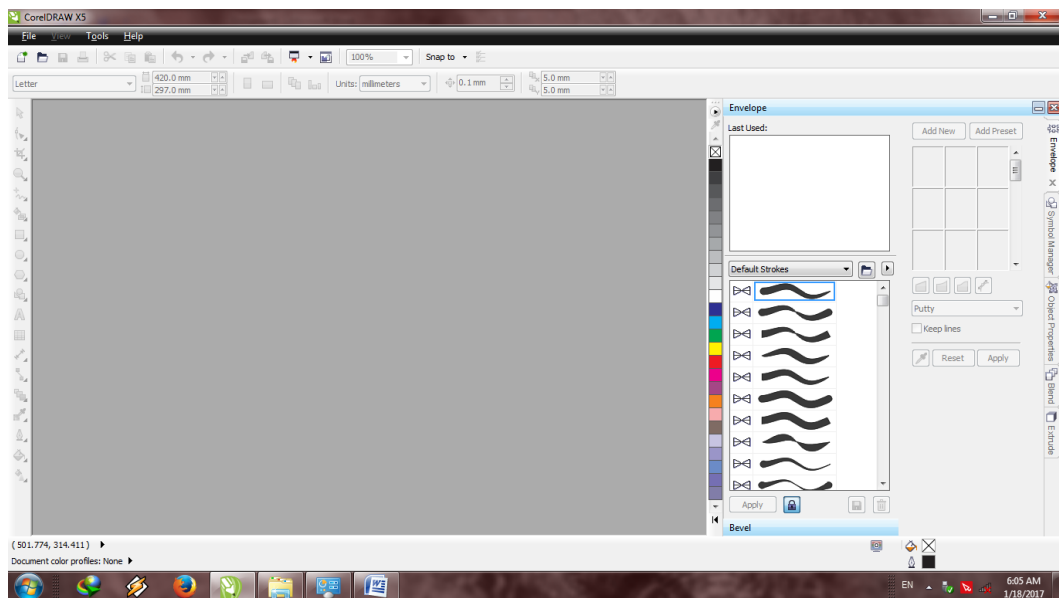 CorelDRAW X5
File View Tools Help
100% Snap to
Letter 420.0 mm 297.0 mm Units: millimeters 0.1 mm 5.0 mm 5.0 mm
Envelope
Last Used:
Add New Add Preset
Default Strokes
Putty
Keep lines
Reset Apply
Apply
Bevel
Envelope
Symbol Manager
Object Properties
Blend
Extrude
( 501.774, 314.411 )
Document color profiles: None
EN 6:05 AM
1/18/2017